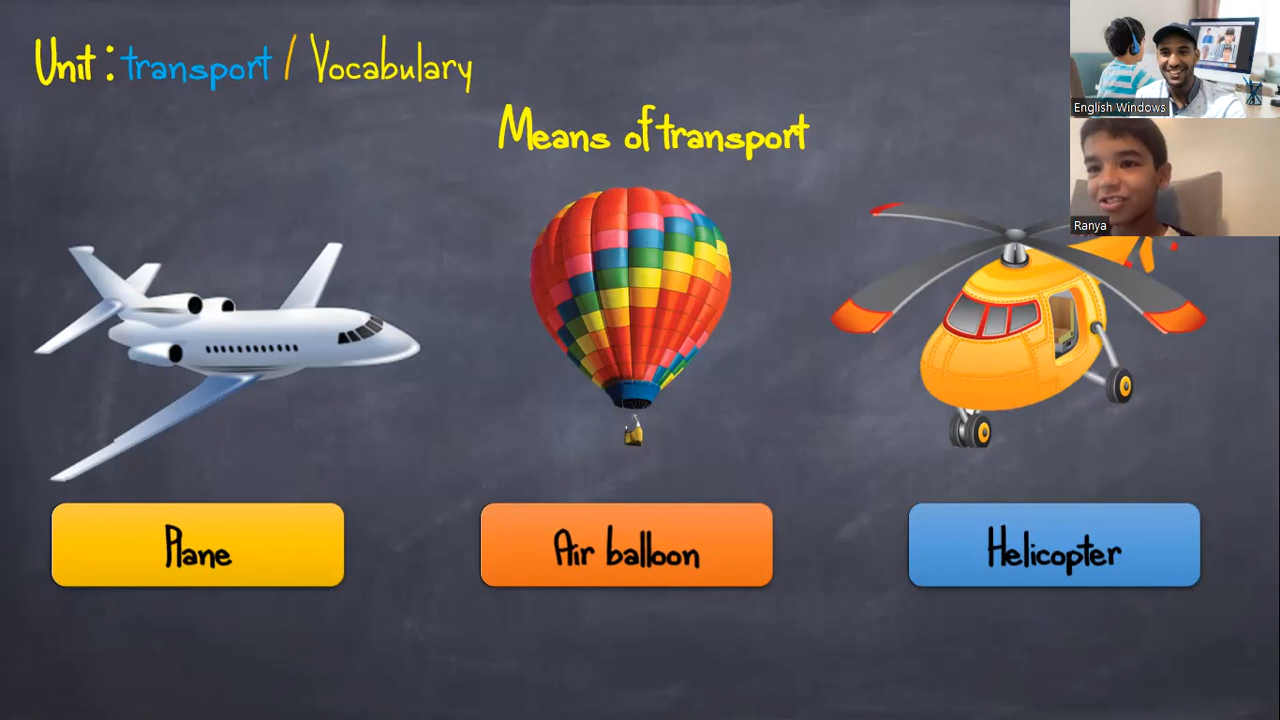 Unit : transport / Vocabulary
Means of transport
English Windows
Ranya
Plane
Air balloon
Helicopter